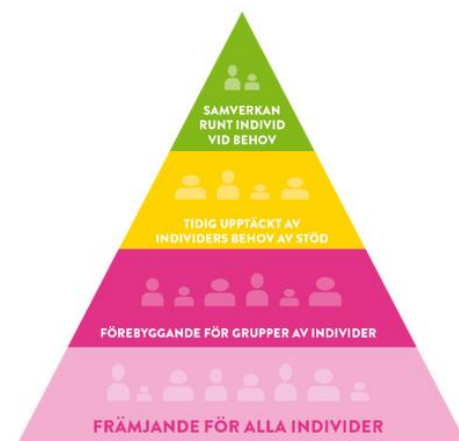 SAMVERKAN
RUNT INDIVID
VID BEHOV
TIDIG UPPTÄCKT AV
INDIVIDERS BEHOV AV STÖD
FÖREBYGGANDE FÖR GRUPPER AV INDIVIDER
FRÄMJANDE FÖR ALLA INDIVIDER